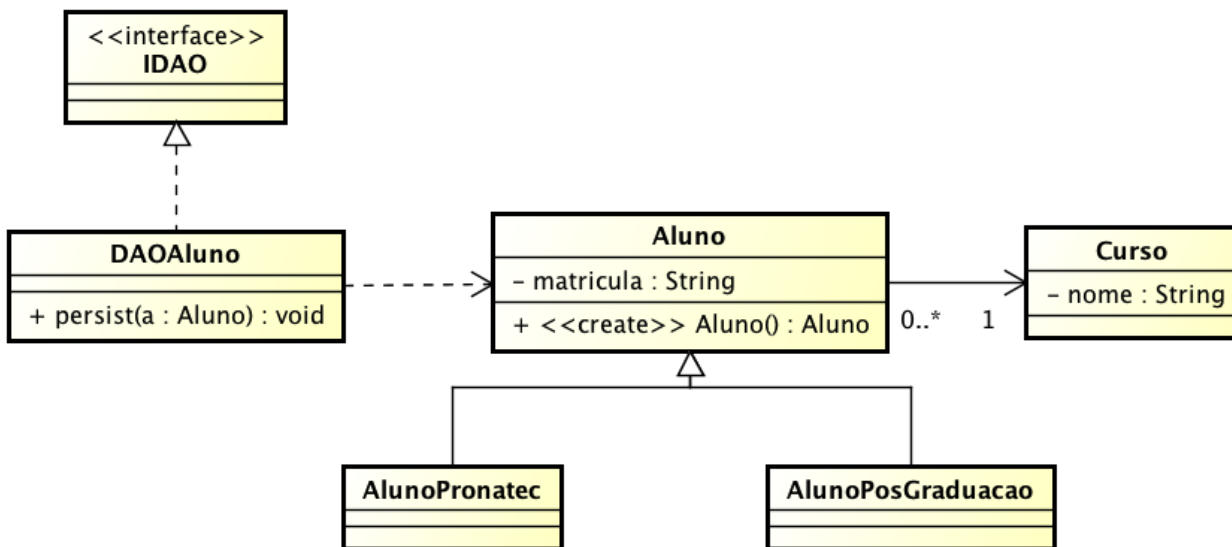 <<interface>>
IDAO
DAOAluno
+ persist(a : Aluno) : void
Aluno
– matricula : String
+ <<create>> Aluno() : Aluno
0..*
1
Curso
– nome : String
AlunoPronatec
AlunoPosGraduacao